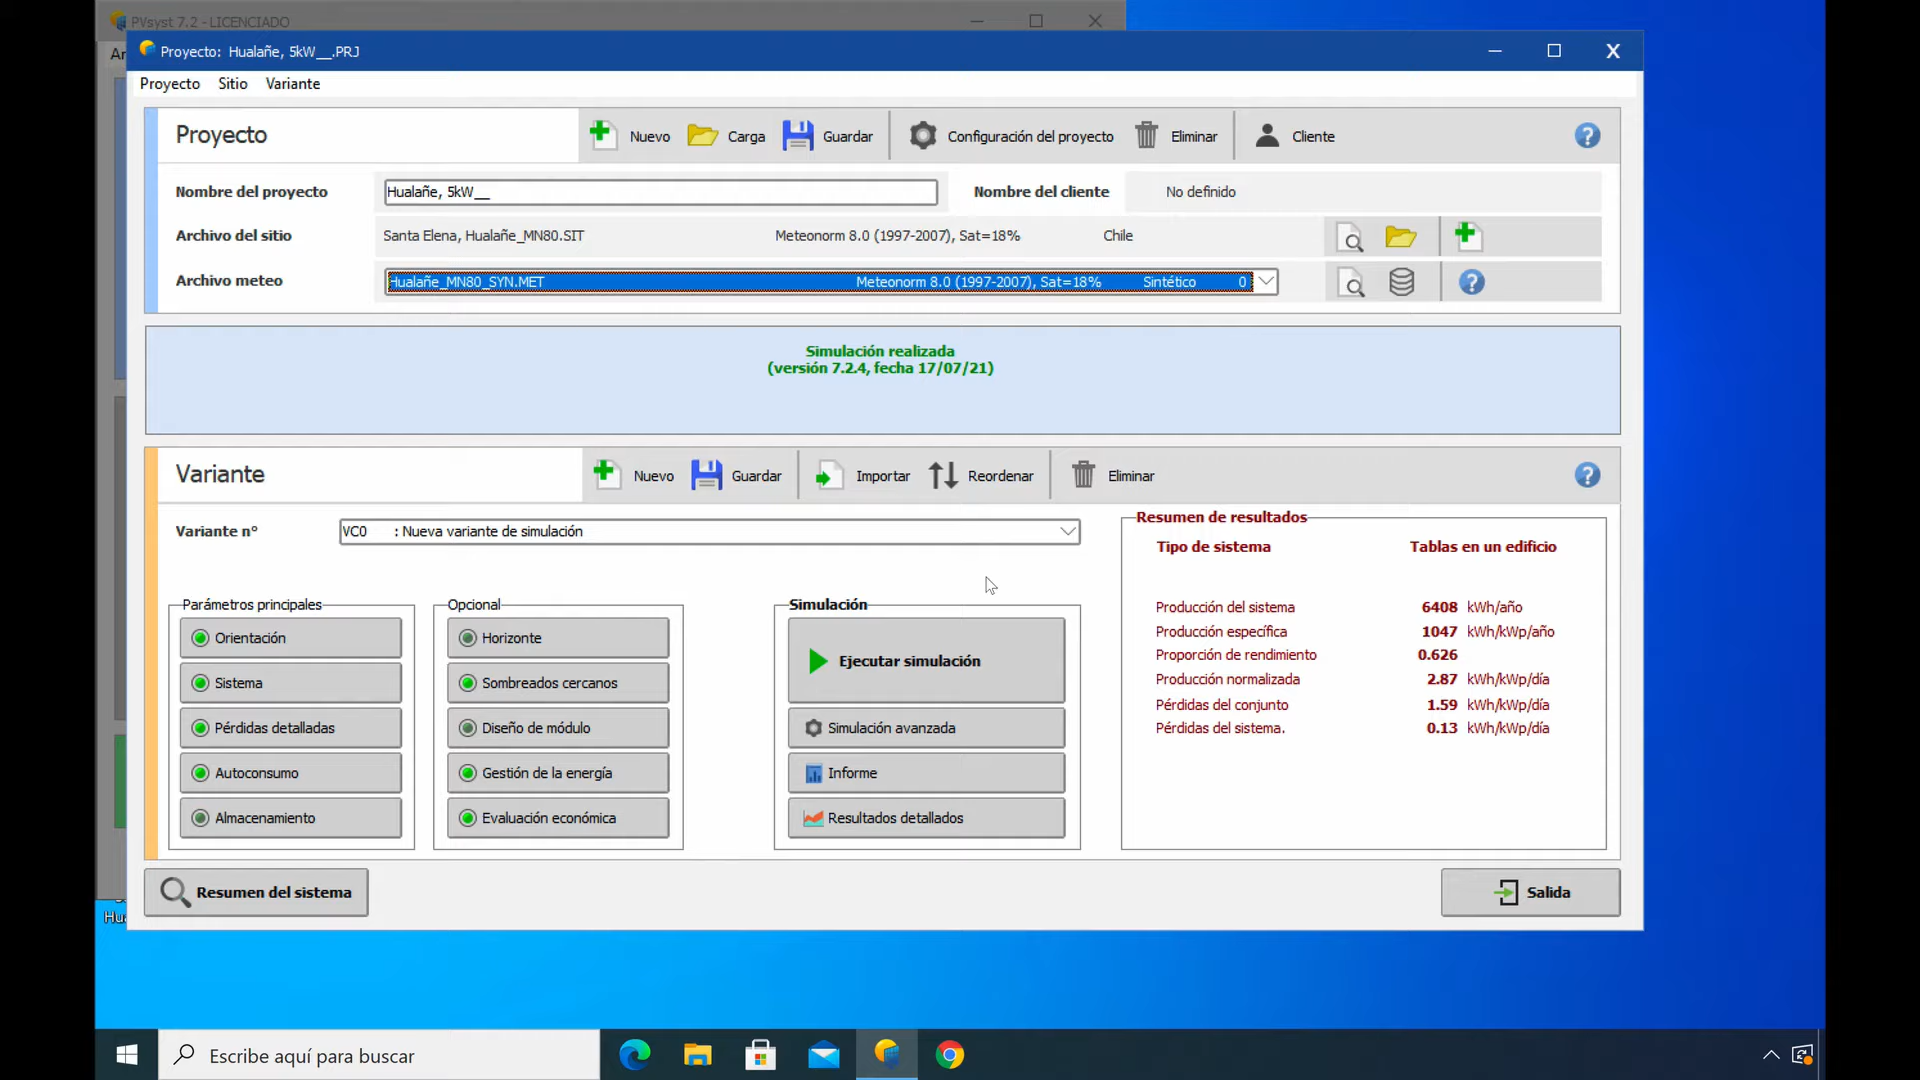 PVsyst 7.2 - LICENCIADO
Proyecto: Hualañe, 5kW__.PRJ
Proyecto Sitio Variante
Proyecto
Nuevo Carga Guardar Configuración del proyecto Eliminar Cliente
Nombre del proyecto Hualañe, 5kW__ Nombre del cliente No definido
Archivo del sitio Santa Elena, Hualañe_MN80.SIT Meteonorm 8.0 (1997-2007), Sat=18% Chile
Archivo meteo Hualañe_MN80_SYN.MET Meteonorm 8.0 (1997-2007), Sat=18% Sintético 0
Simulación realizada
(versión 7.2.4, fecha 17/07/21)
Variante
Nuevo Guardar Importar Reordenar Eliminar
Variante n° VC0 : Nueva variante de simulación
Parámetros principales
Orientación
Sistema
Pérdidas detalladas
Autoconsumo
Almacenamiento
Opcional
Horizonte
Sombreados cercanos
Diseño de módulo
Gestión de la energía
Evaluación económica
Simulación
Ejecutar simulación
Simulación avanzada
Informe
Resultados detallados
Resumen de resultados
Tipo de sistema Tablas en un edificio
Producción del sistema 6408 kWh/año
Producción específica 1047 kWh/kWp/año
Proporción de rendimiento 0.626
Producción normalizada 2.87 kWh/kWp/día
Pérdidas del conjunto 1.59 kWh/kWp/día
Pérdidas del sistema. 0.13 kWh/kWp/día
Resumen del sistema
Salida
Escribe aquí para buscar